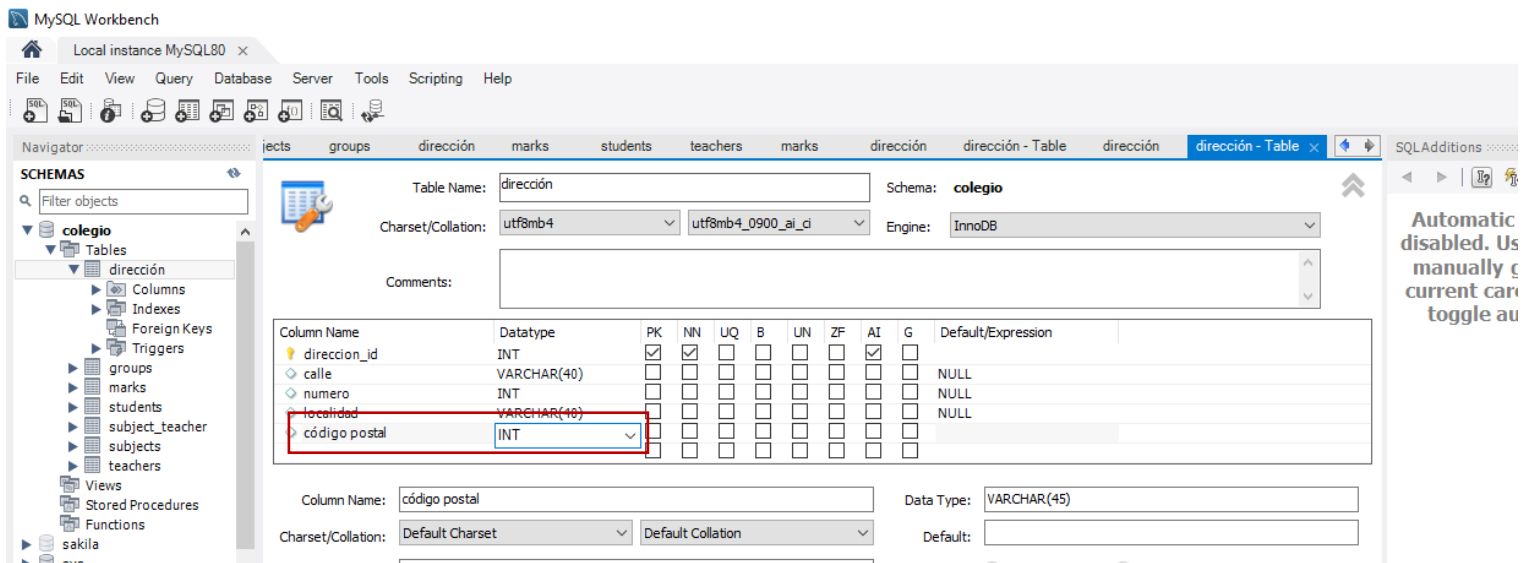 MySQL Workbench
Local instance MySQL80
File Edit View Query Database Server Tools Scripting Help
Navigator
SCHEMAS
Filter objects
colegio
Tables
dirección
Columns
Indexes
Foreign Keys
Triggers
groups
marks
students
subject_teacher
subjects
teachers
Views
Stored Procedures
Functions
sakila
jects groups dirección marks students teachers marks dirección dirección - Table dirección dirección - Table
Table Name: dirección Schema: colegio
Charset/Collation: utf8mb4 utf8mb4_0900_ai_ci Engine: InnoDB
Comments:
Column Name Datatype PK NN UQ B UN ZF AI G Default/Expression
direccion_id INT
calle VARCHAR(40) NULL
numero INT NULL
localidad VARCHAR(40) NULL
código postal INT
Column Name: código postal Data Type: VARCHAR(45)
Charset/Collation: Default Charset Default Collation Default:
SQLAdditions
Automatic
disabled. Us
manually g
current car
toggle au